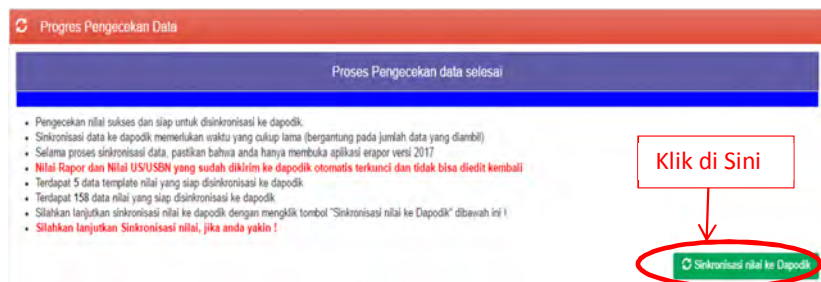 Progres Pengecekan Data
Proses Pengecekan data selesai
Pengecekan nilai sukses dan siap untuk disinkronisasi ke dapodik.
Sinkronisasi data ke dapodik memerlukan waktu yang cukup lama (bergantung pada jumlah data yang diambil)
Selama proses sinkronisasi data, pastikan bahwa anda hanya membuka aplikasi erapor versi 2017
Nilai Rapor dan Nilai US/USBN yang sudah dikirim ke dapodik otomatis terkunci dan tidak bisa diedit kembali
Terdapat 5 data template nilai yang siap disinkronisasi ke dapodik
Terdapat 158 data nilai yang siap disinkronisasi ke dapodik
Silahkan lanjutkan sinkronisasi nilai ke dapodik dengan mengklik tombol "Sinkronisasi nilai ke Dapodik" dibawah ini !
Silahkan lanjutkan Sinkronisasi nilai, jika anda yakin !
Klik di Sini
Sinkronisasi nilai ke Dapodik